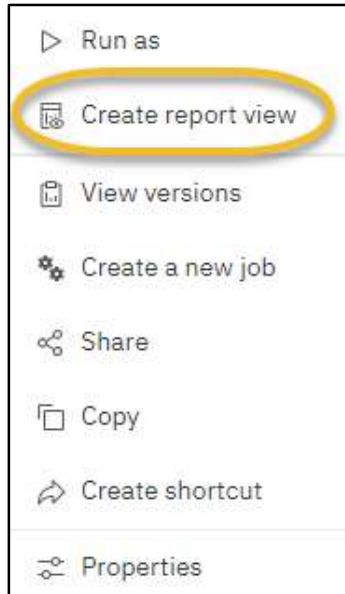 Run as
Create report view
View versions
Create a new job
Share
Copy
Create shortcut
Properties